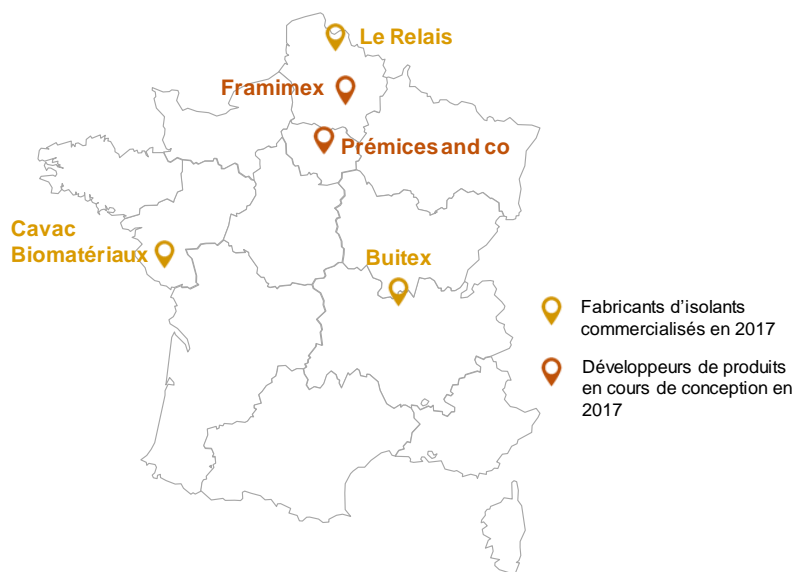 Le Relais
Framimex
Prémices and co
Cavac
Biomatériaux
Buitex
Fabricants d’isolants
commercialisés en 2017
Développeurs de produits
en cours de conception en
2017